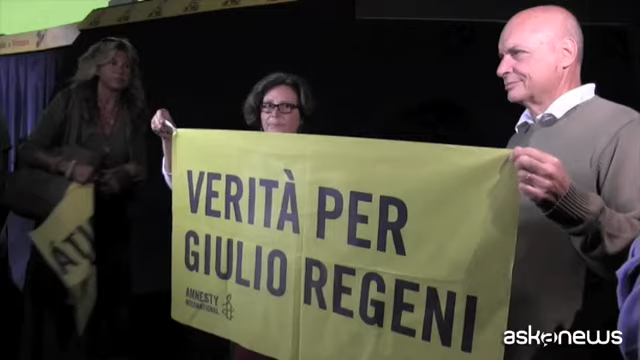 VERITÀ PER
GIULIO REGENI
AMNESTY
INTERNATIONAL
askanews